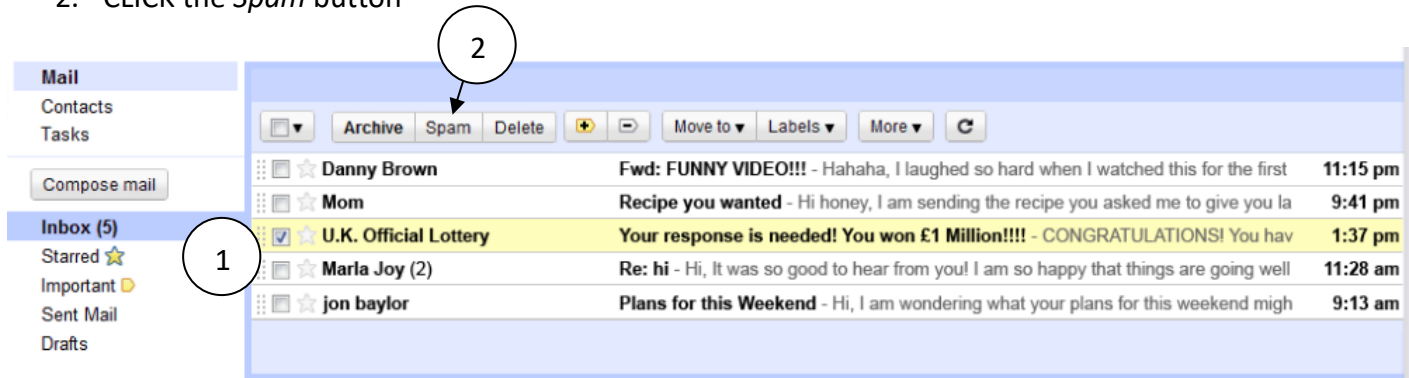 2. CLICK the Spam button
2
Mail
Contacts
Tasks
Archive Spam Delete Move to Labels More
Compose mail
Danny Brown Fwd: FUNNY VIDEO!!! - Hahaha, I laughed so hard when I watched this for the first 11:15 pm
Mom Recipe you wanted - Hi honey, I am sending the recipe you asked me to give you la 9:41 pm
Inbox (5)
1
U.K. Official Lottery Your response is needed! You won £1 Million!!!! - CONGRATULATIONS! You hav 1:37 pm
Starred
Marla Joy (2) Re: hi - Hi, It was so good to hear from you! I am so happy that things are going well 11:28 am
Important
jon baylor Plans for this Weekend - Hi, I am wondering what your plans for this weekend migh 9:13 am
Sent Mail
Drafts